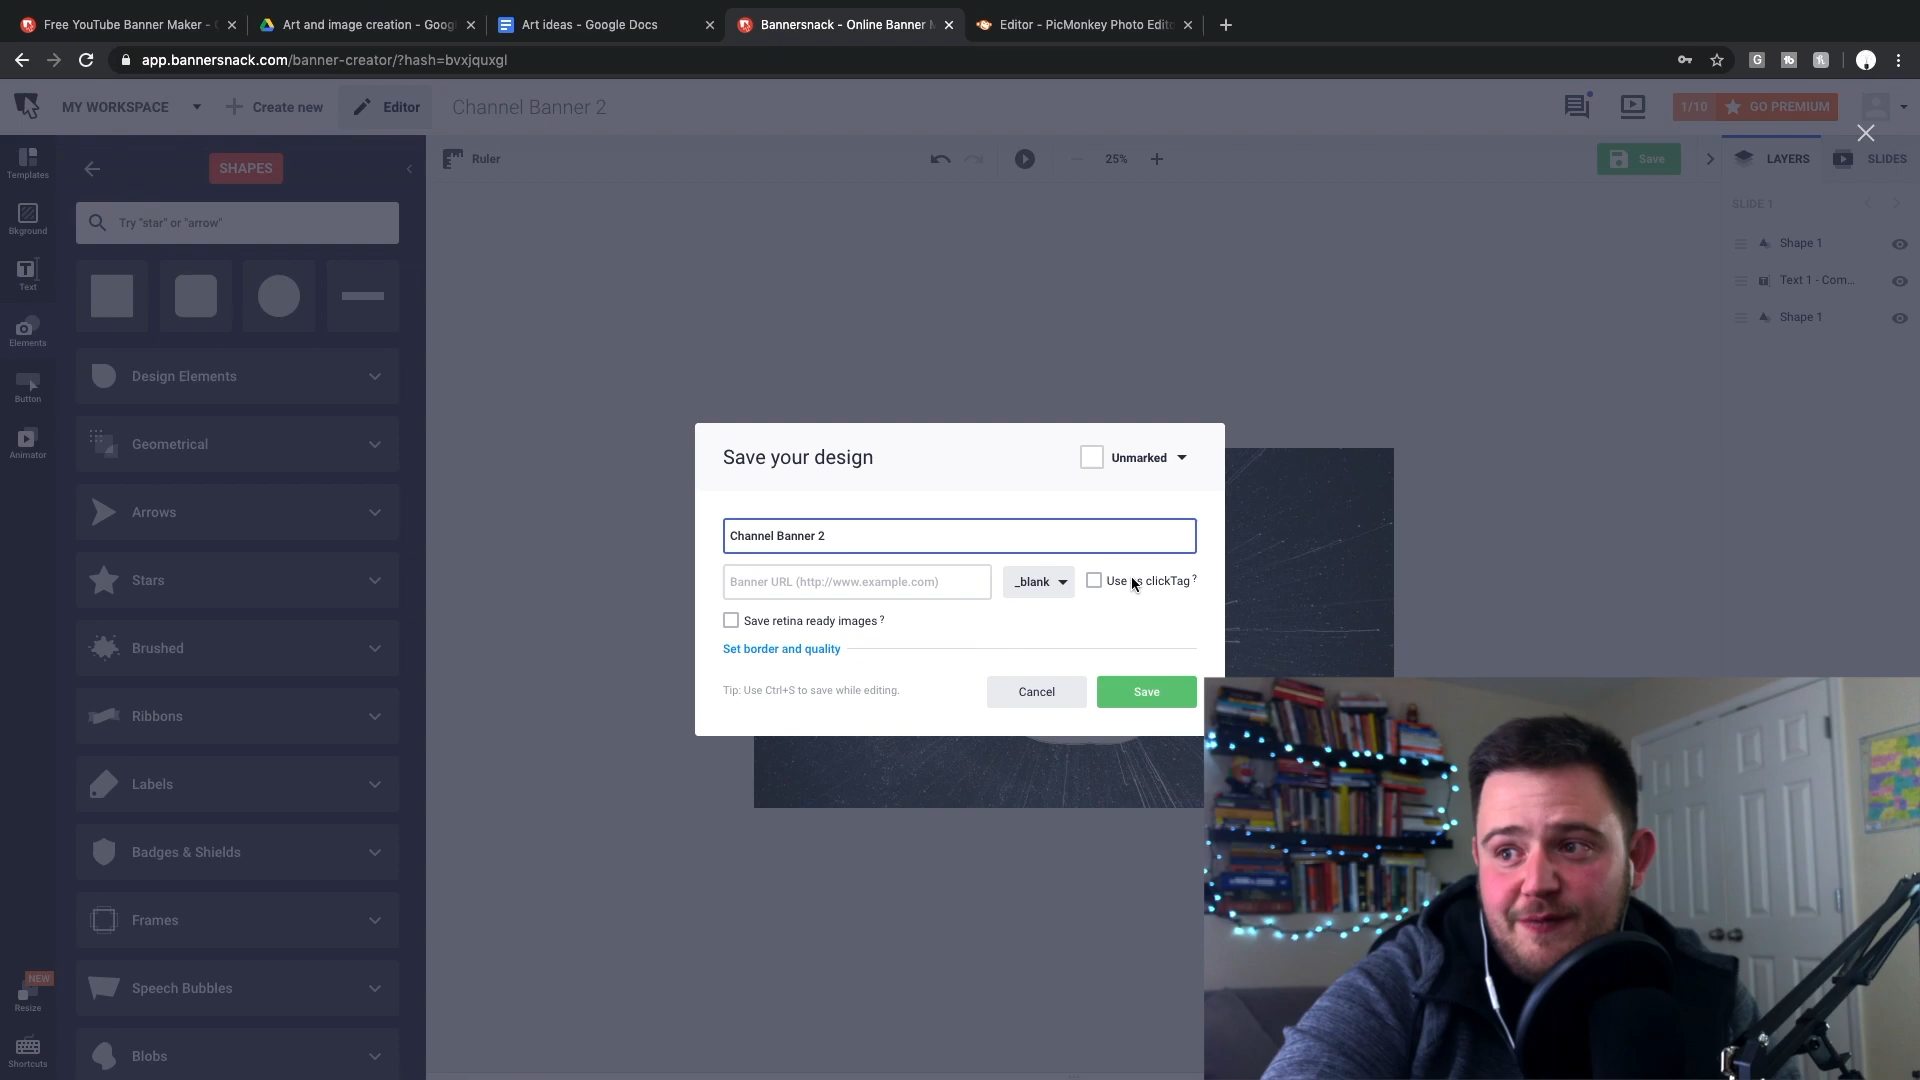 Free YouTube Banner Maker -
Art and image creation - Goog
Art ideas - Google Docs
Bannersnack - Online Banner M
Editor - PicMonkey Photo Edito
app.bannersnack.com/banner-creator/?hash=bvxjquxgl
MY WORKSPACE
Create new
Editor
Channel Banner 2
1/10
GO PREMIUM
Templates
Bkground
Text
Elements
Button
Animator
NEW
Resize
Shortcuts
SHAPES
Try "star" or "arrow"
Design Elements
Geometrical
Arrows
Stars
Brushed
Ribbons
Labels
Badges & Shields
Frames
Speech Bubbles
Blobs
Ruler
25%
Save
LAYERS
SLIDES
SLIDE 1
Shape 1
Text 1 - Com...
Shape 1
Save your design
Unmarked
Channel Banner 2
Banner URL (http://www.example.com)
_blank
Use as clickTag ?
Save retina ready images ?
Set border and quality
Tip: Use Ctrl+S to save while editing.
Cancel
Save